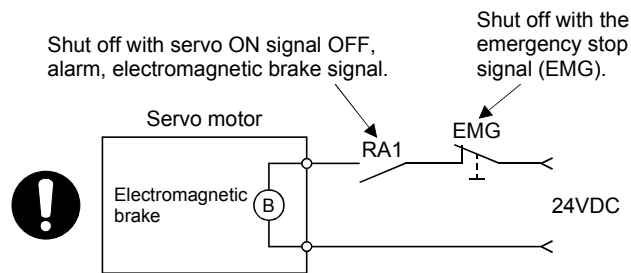 Shut off with servo ON signal OFF,
alarm, electromagnetic brake signal.
Shut off with the
emergency stop
signal (EMG).
Servo motor
RA1
EMG
Electromagnetic
brake
B
24VDC